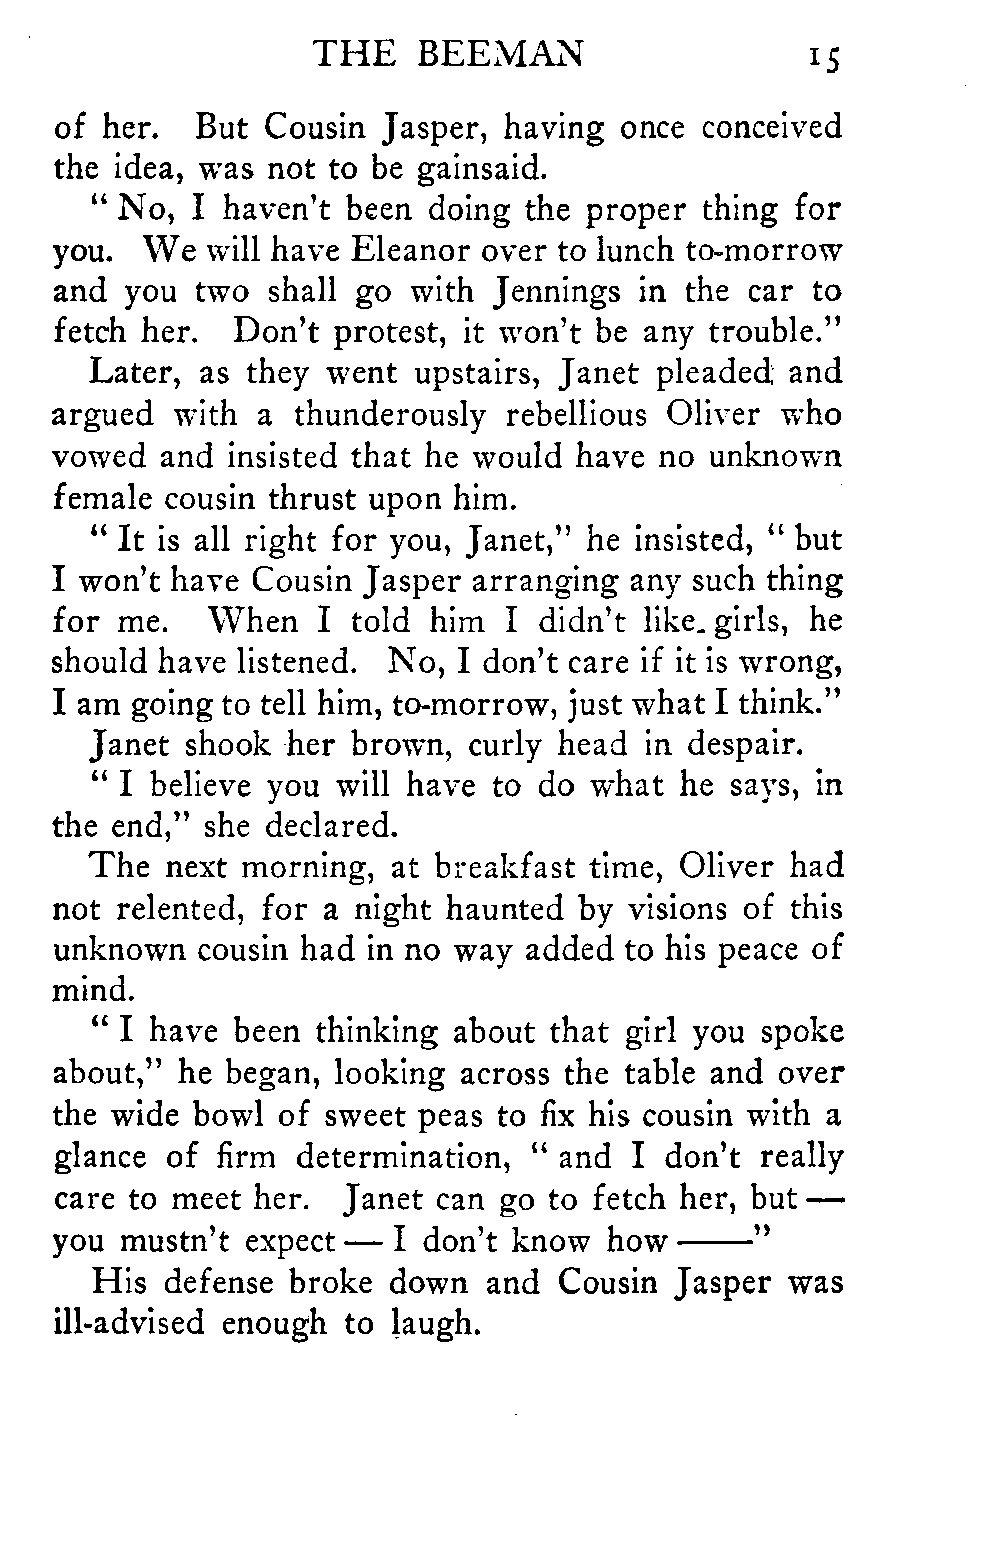 THE BEEMAN 15
of her. But Cousin Jasper, having once conceived
the idea, was not to be gainsaid.
“ No, I haven't been doing the proper thing for
you. We will have Eleanor over to lunch to-morrow
and you two shall go with Jennings in the car to
fetch her. Don't protest, it won't be any trouble.”
Later, as they went upstairs, Janet pleaded and
argued with a thunderously rebellious Oliver who
vowed and insisted that he would have no unknown
female cousin thrust upon him.
“ It is all right for you, Janet,” he insisted, “ but
I won't have Cousin Jasper arranging any such thing
for me. When I told him I didn't like girls, he
should have listened. No, I don't care if it is wrong,
I am going to tell him, to-morrow, just what I think.”
Janet shook her brown, curly head in despair.
“ I believe you will have to do what he says, in
the end,” she declared.
The next morning, at breakfast time, Oliver had
not relented, for a night haunted by visions of this
unknown cousin had in no way added to his peace of
mind.
“ I have been thinking about that girl you spoke
about,” he began, looking across the table and over
the wide bowl of sweet peas to fix his cousin with a
glance of firm determination, “ and I don't really
care to meet her. Janet can go to fetch her, but —
you mustn't expect — I don't know how ——”
His defense broke down and Cousin Jasper was
ill-advised enough to laugh.